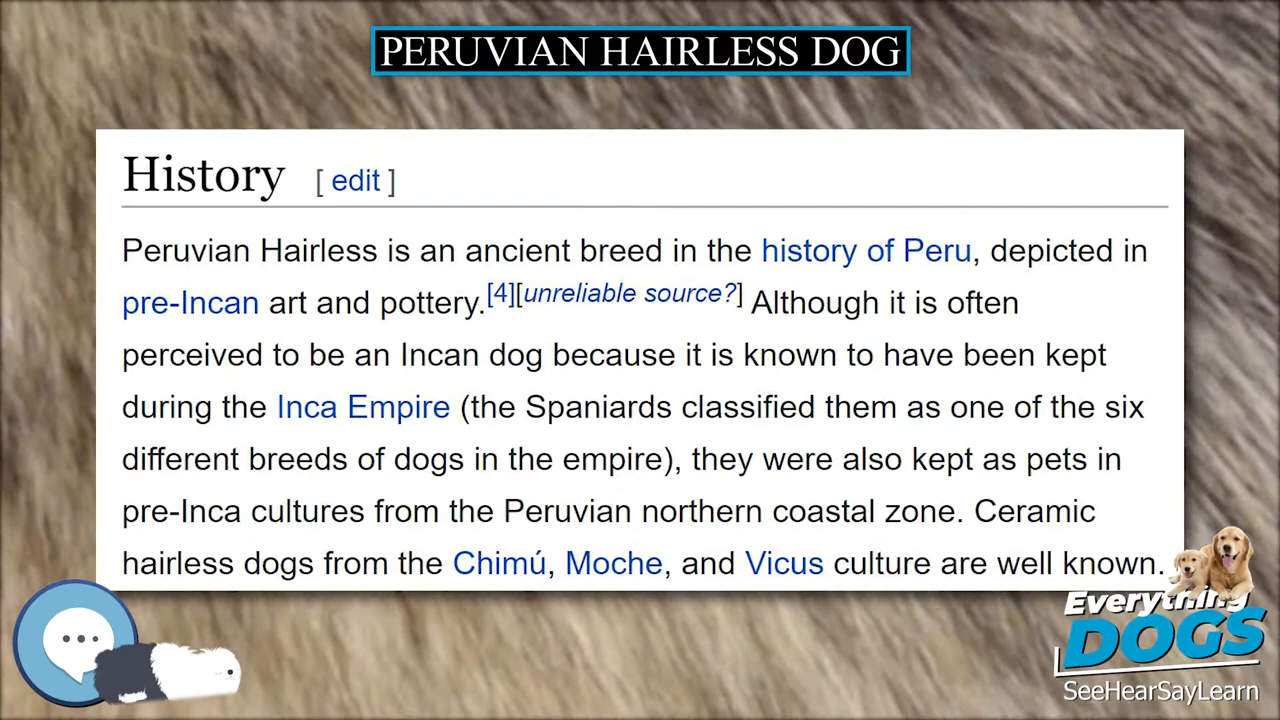 PERUVIAN HAIRLESS DOG
History [ edit ]
Peruvian Hairless is an ancient breed in the history of Peru, depicted in
pre-Incan art and pottery.[4][unreliable source?] Although it is often
perceived to be an Incan dog because it is known to have been kept
during the Inca Empire (the Spaniards classified them as one of the six
different breeds of dogs in the empire), they were also kept as pets in
pre-Inca cultures from the Peruvian northern coastal zone. Ceramic
hairless dogs from the Chimú, Moche, and Vicus culture are well known.
Everything
DOGS
SeeHearSayLearn